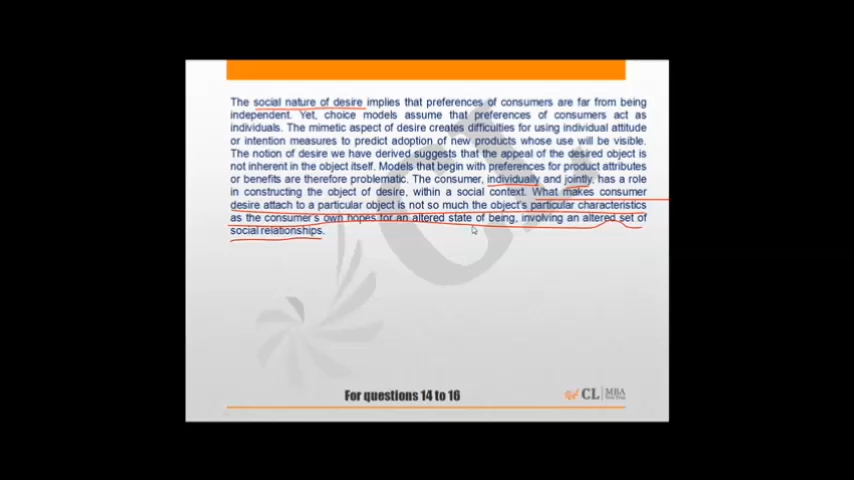 The social nature of desire implies that preferences of consumers are far from being
independent. Yet, choice models assume that preferences of consumers act as
individuals. The mimetic aspect of desire creates difficulties for using individual attitude
or intention measures to predict adoption of new products whose use will be visible.
The notion of desire we have derived suggests that the appeal of the desired object is
not inherent in the object itself. Models that begin with preferences for product attributes
or benefits are therefore problematic. The consumer, individually and jointly, has a role
in constructing the object of desire, within a social context. What makes consumer
desire attach to a particular object is not so much the object's particular characteristics
as the consumer's own hopes for an altered state of being, involving an altered set of
social relationships.
For questions 14 to 16
CL MBA